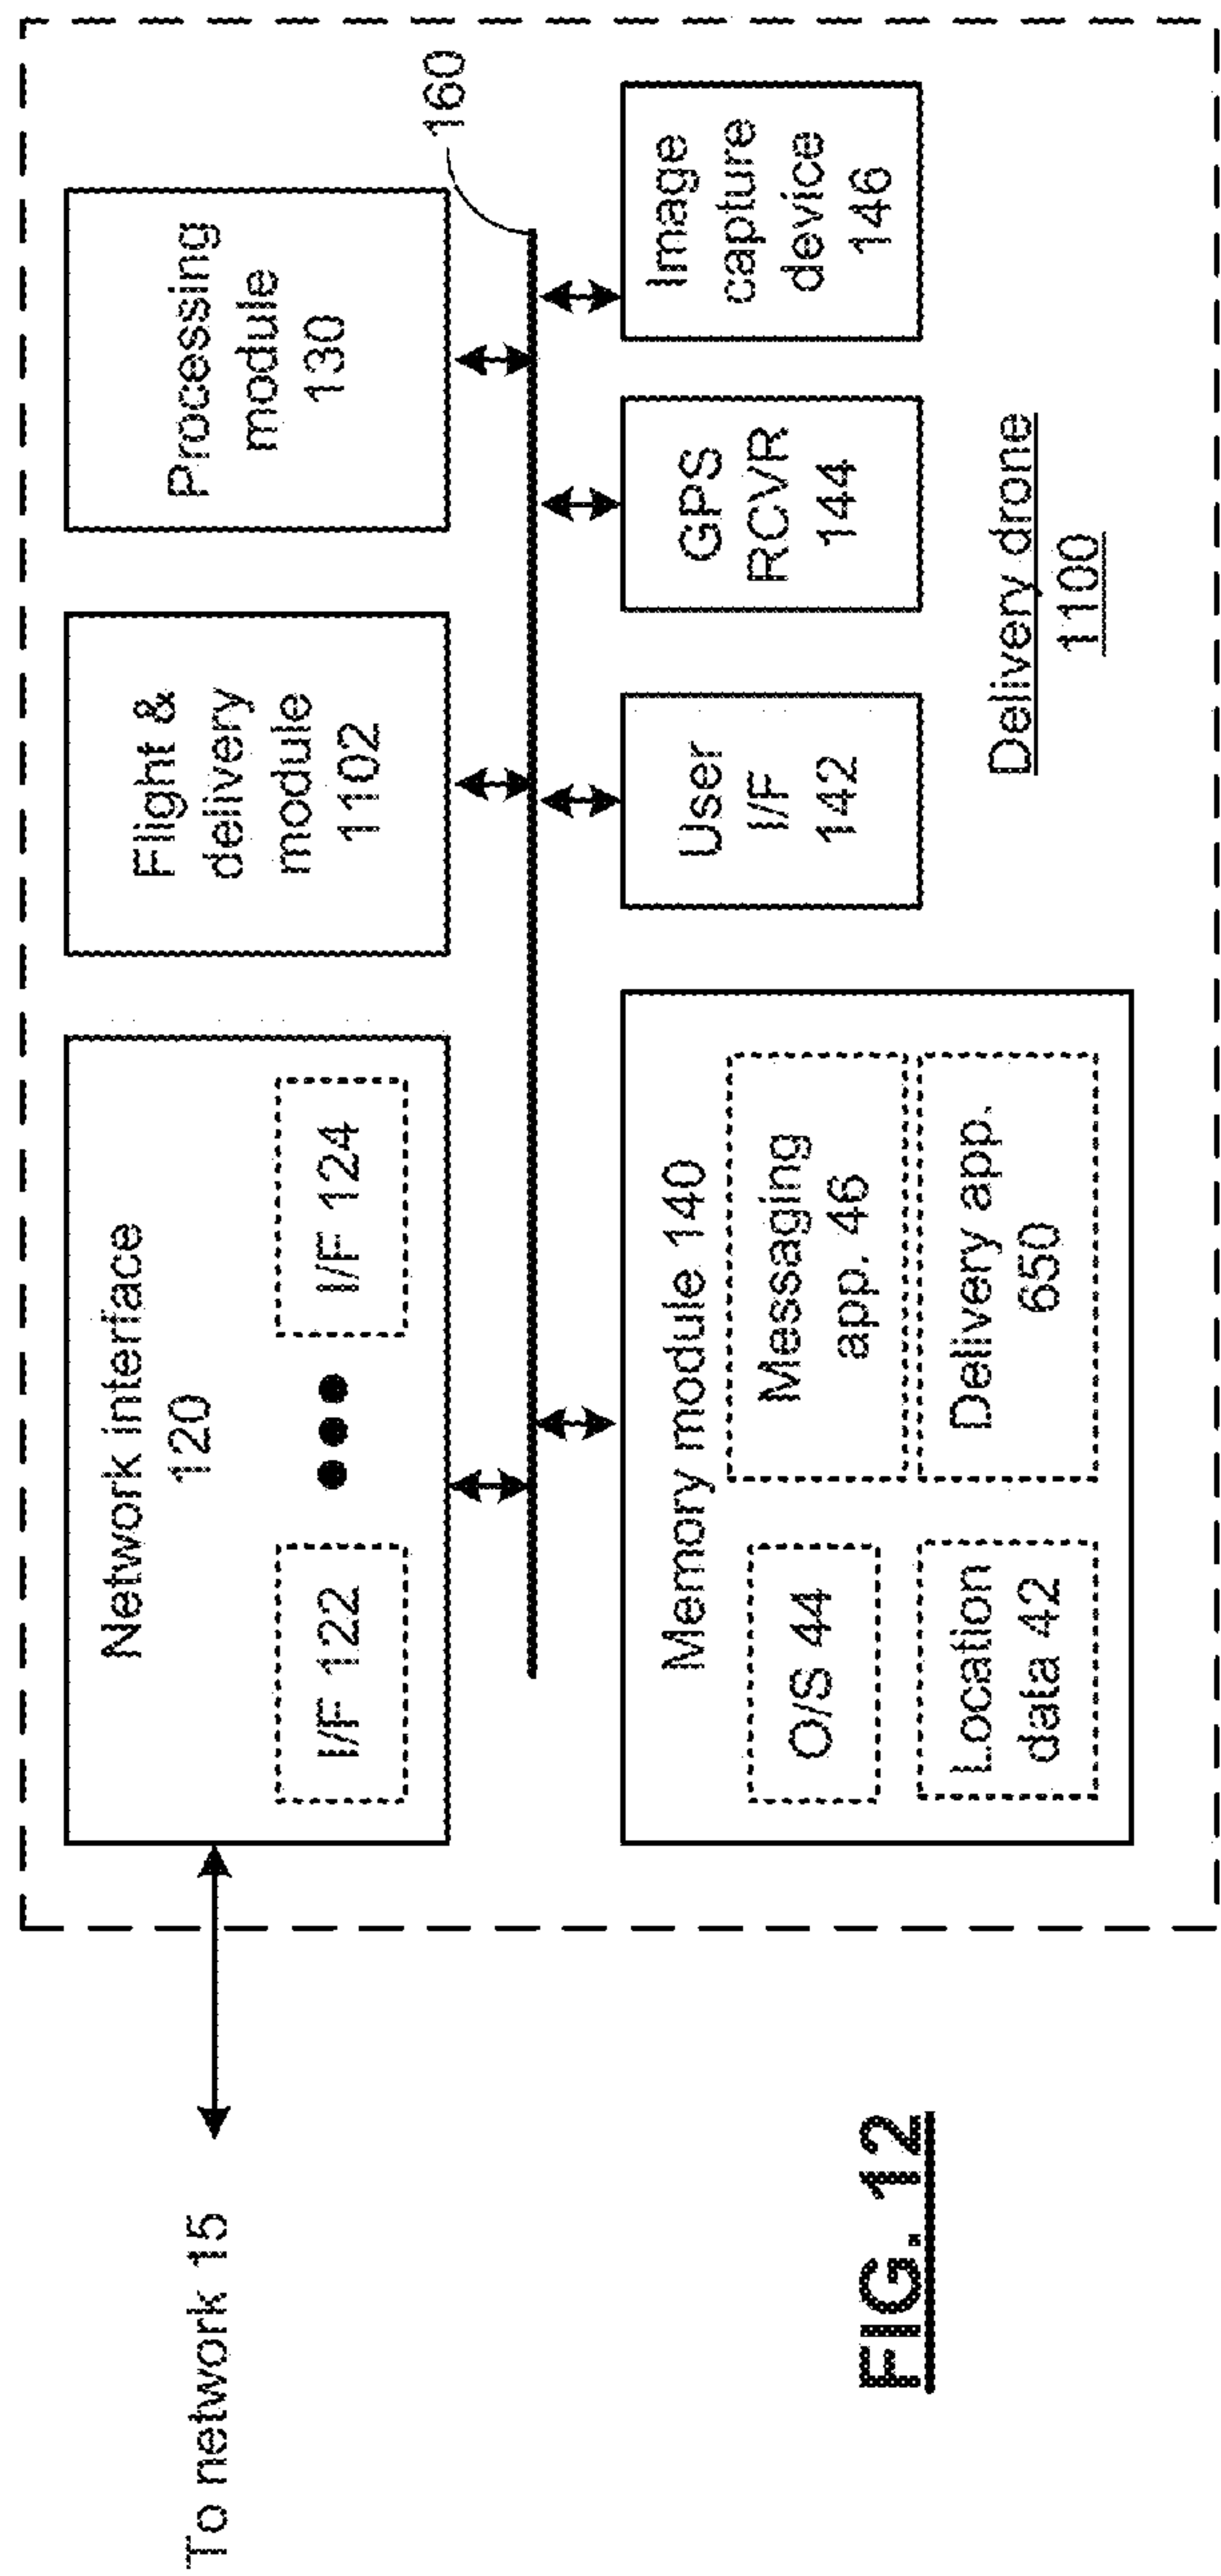 To network 15
Network interface
120
I/F 122
I/F 124
Flight &
delivery
module
1102
Processing
module
130
160
Memory module 140
O/S 44
Messaging
app. 46
Location
data 42
Delivery app.
650
User
I/F
142
GPS
RCVR
144
Image
capture
device
146
Delivery drone
1100
FIG. 12